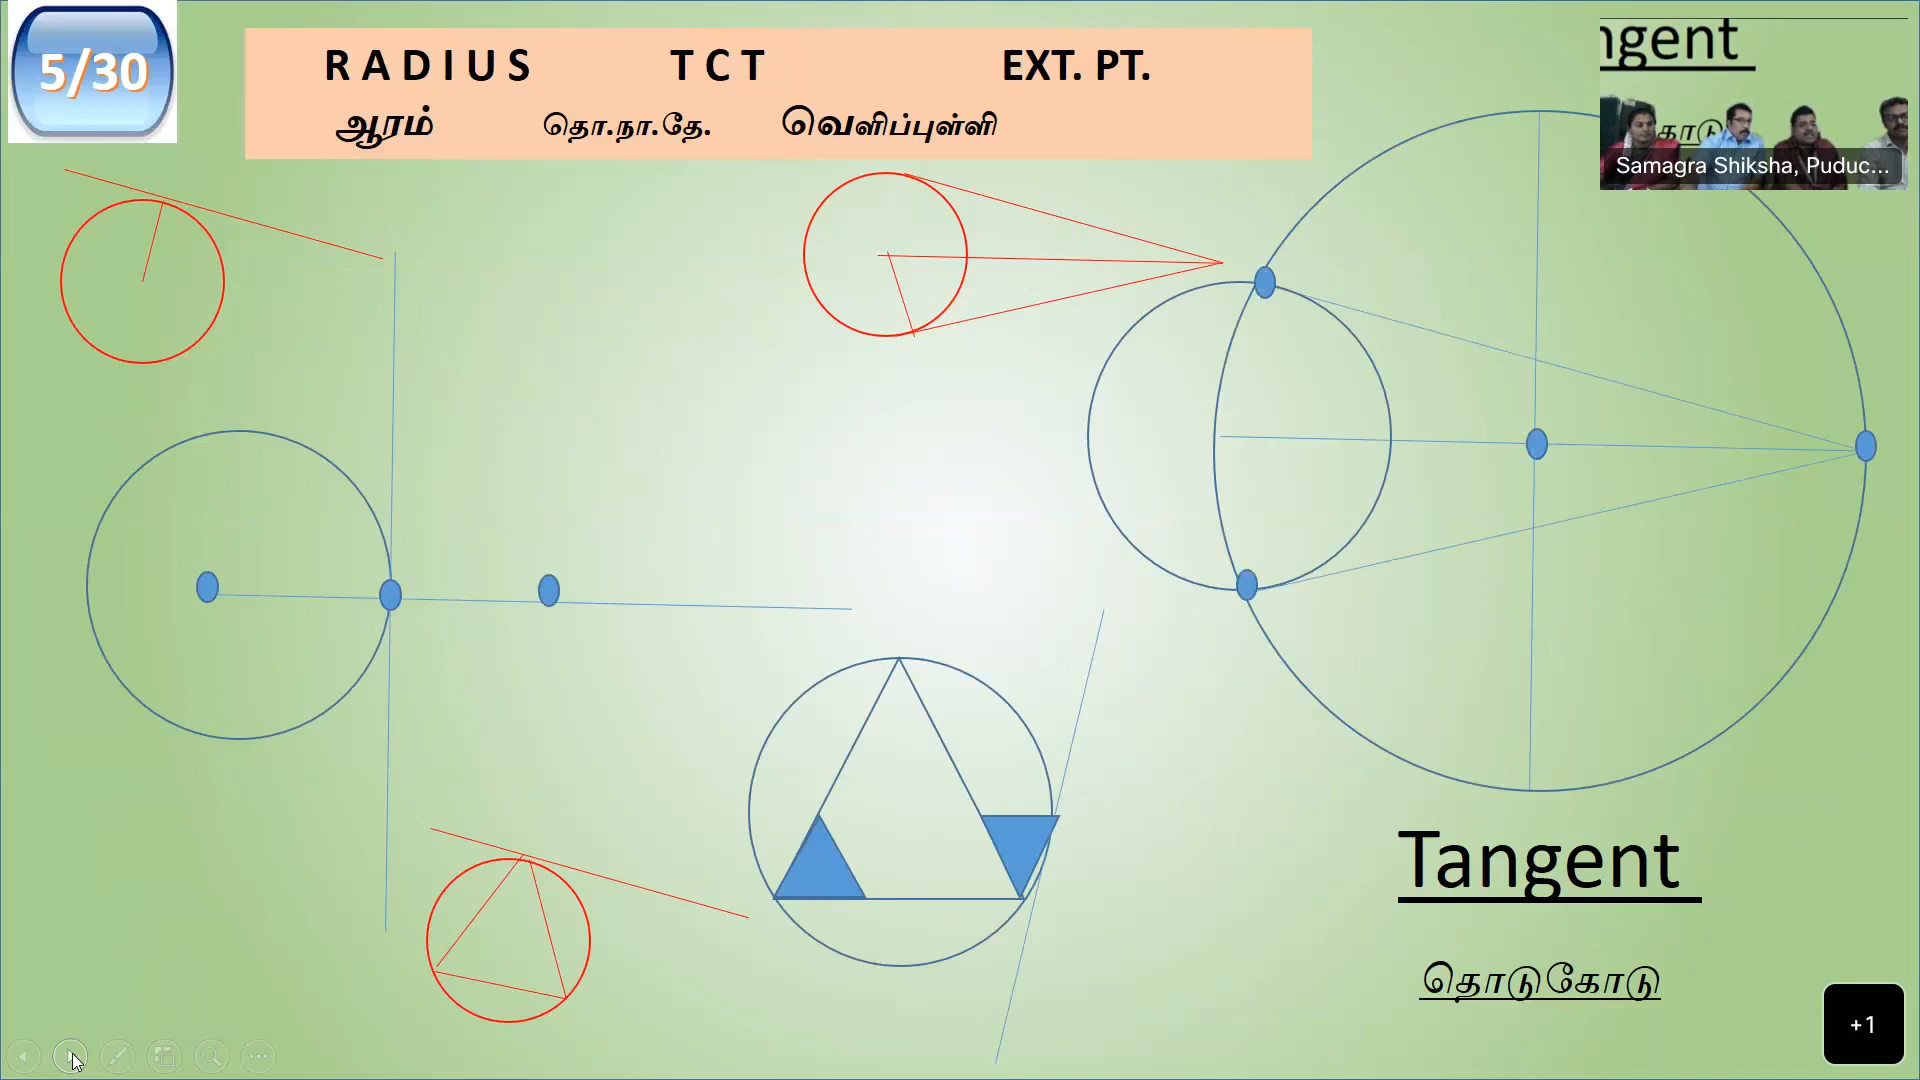 5/30
RADIUS TCT EXT. PT.
ஆரம் தொ.நா.தே. வெளிப்புள்ளி
ngent
காடு
Samagra Shiksha, Puduc...
Tangent
தொடுகோடு
+1